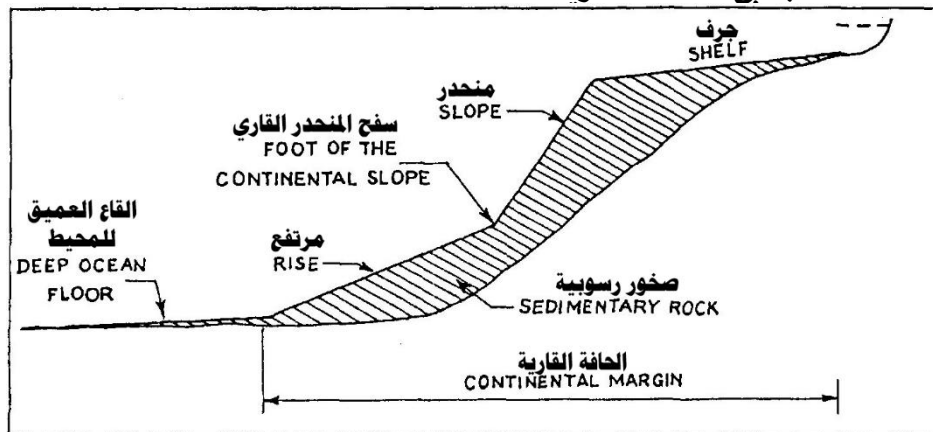 جرف
SHELF
منحدر
SLOPE
سفح المنحدر القاري
FOOT OF THE
CONTINENTAL SLOPE
القاع العميق
للمحيط
DEEP OCEAN
FLOOR
مرتفع
RISE
صخور رسوبية
SEDIMENTARY ROCK
الحافة القارية
CONTINENTAL MARGIN